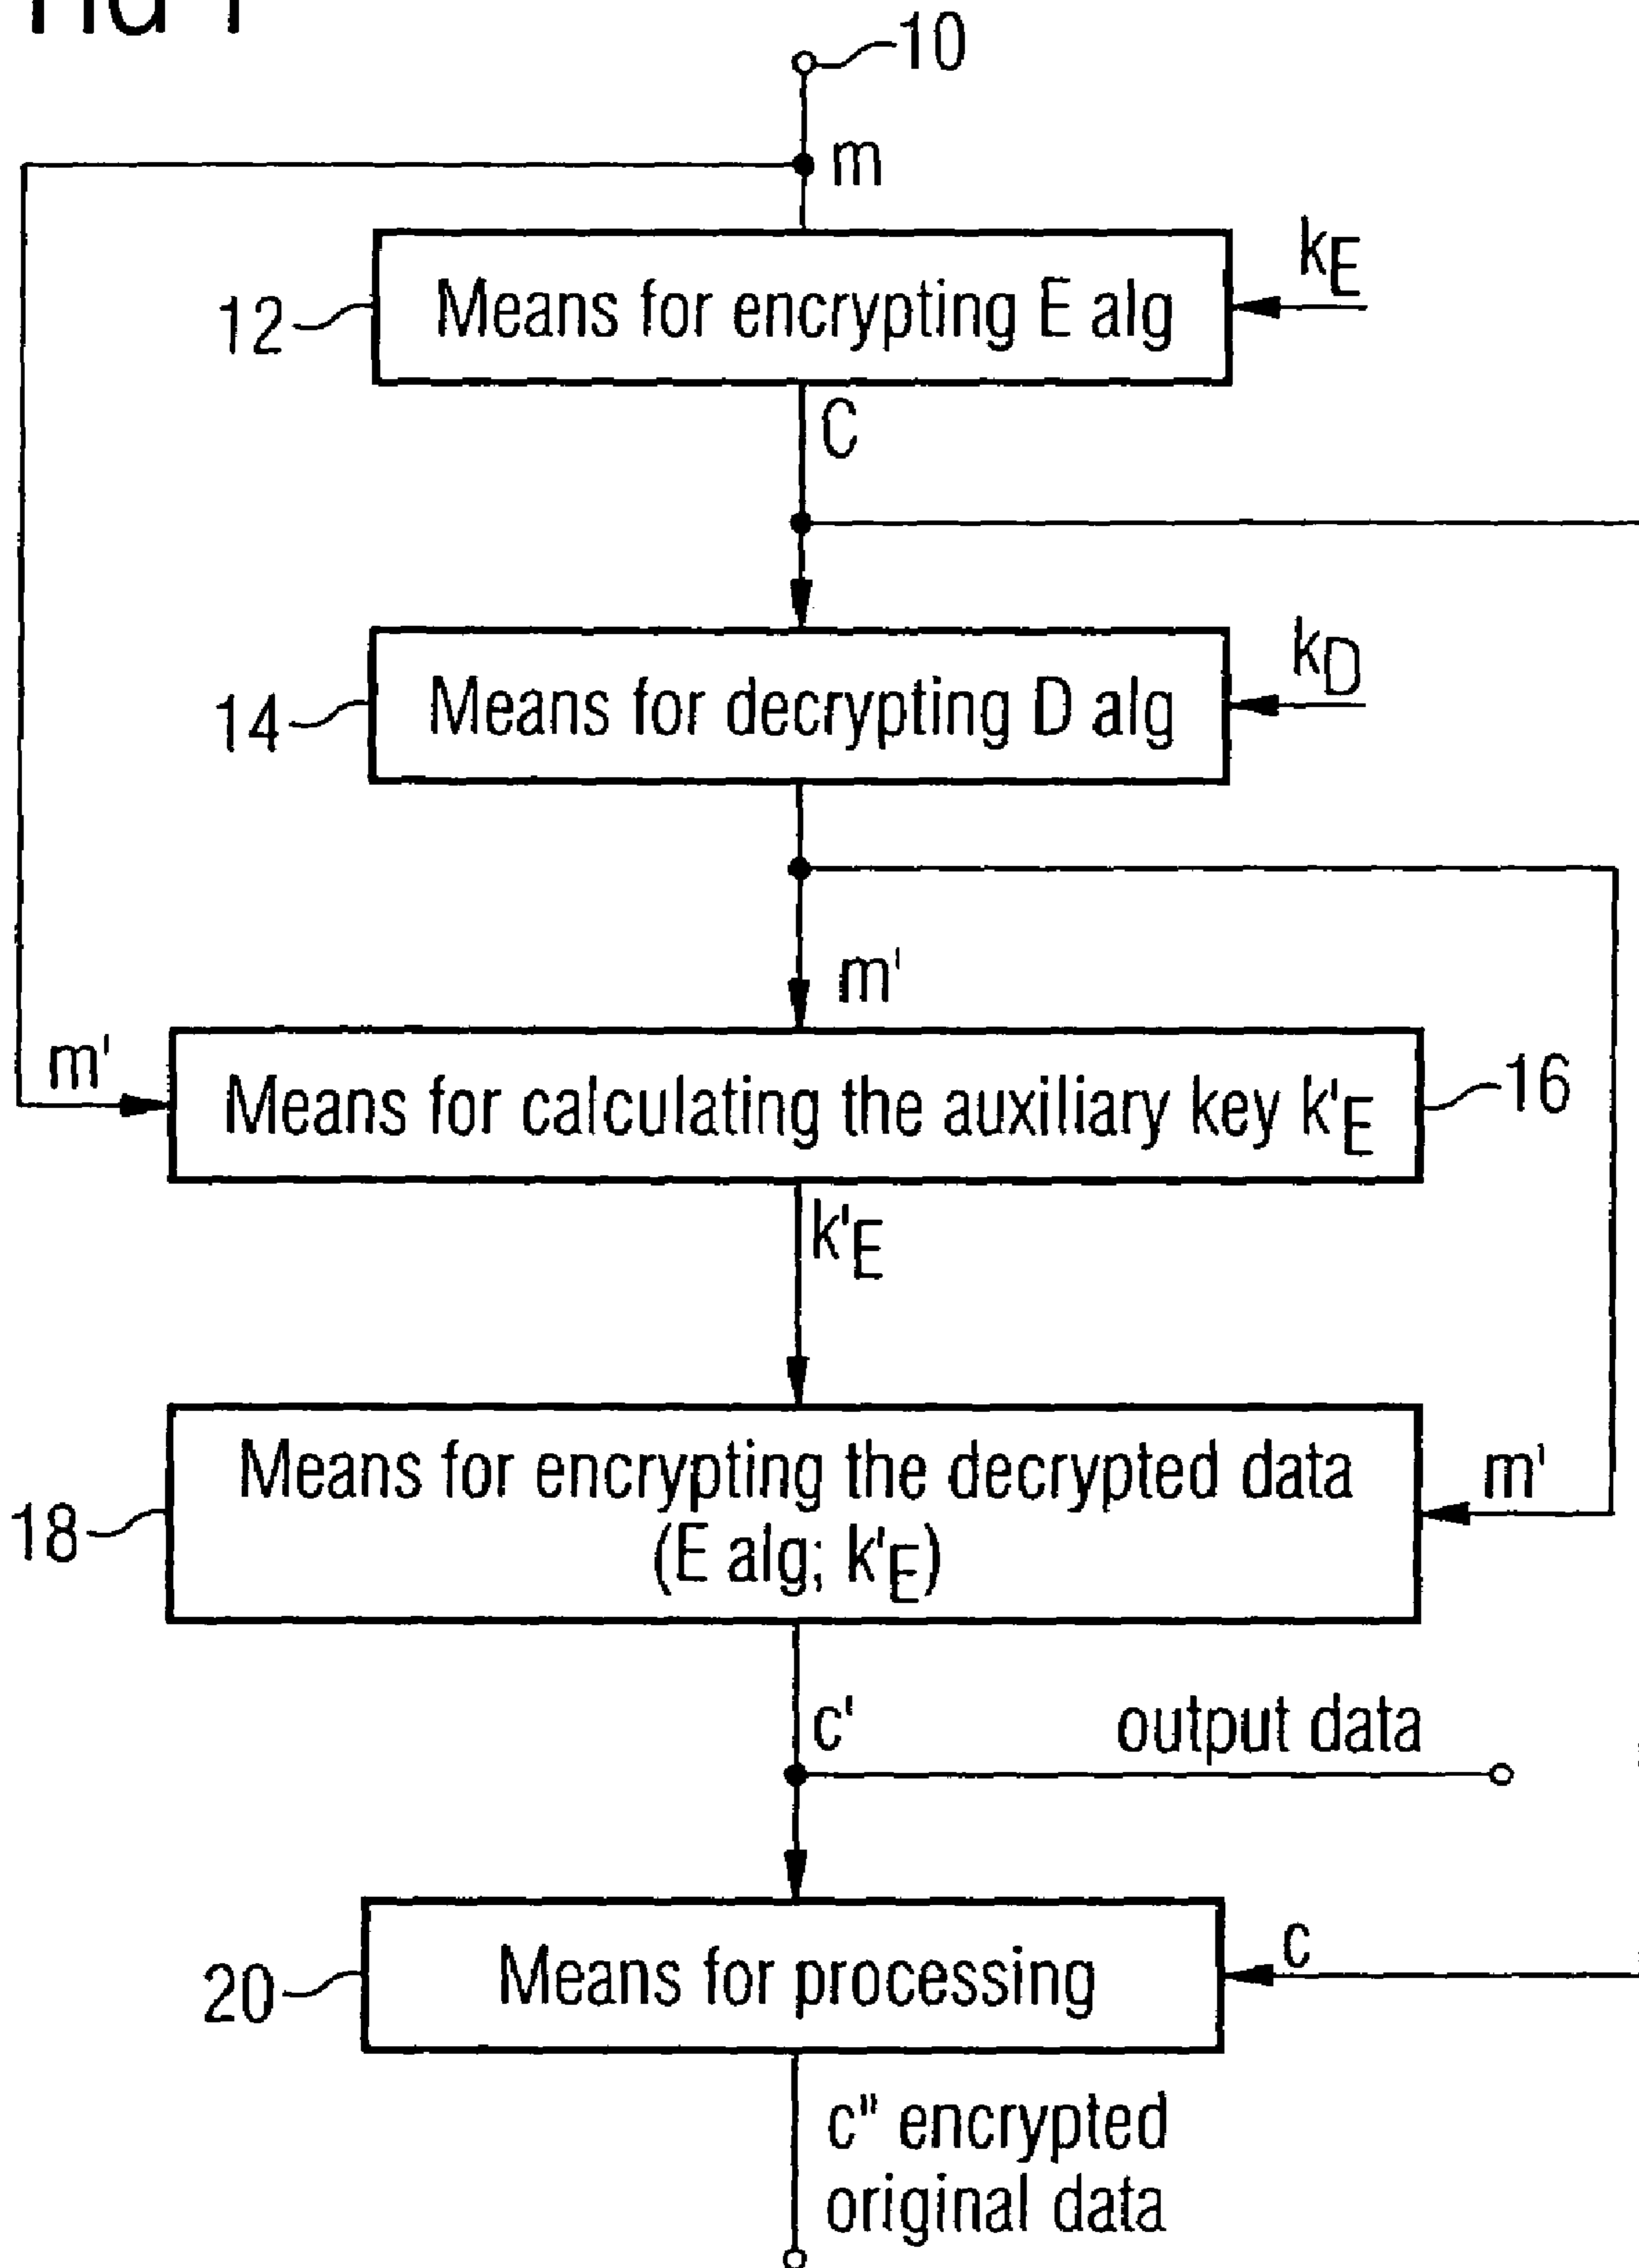 10
m
kE
12
Means for encrypting E alg
C
kD
14
Means for decrypting D alg
m'
m'
Means for calculating the auxiliary key k'E
16
k'E
Means for encrypting the decrypted data
(E alg; k'E)
m'
18
c'
output data
20
Means for processing
c
c" encrypted
original data